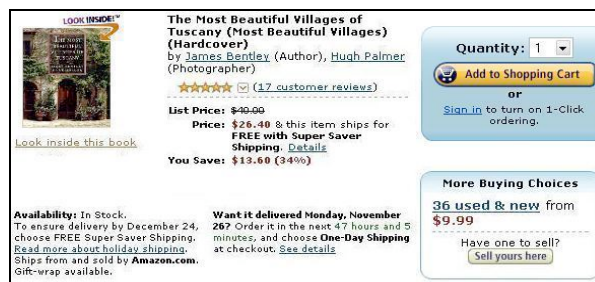 LOOK INSIDE!™
THE MOST
BEAUTIFUL
VILLAGES OF
TUSCANY
Look inside this book
The Most Beautiful Villages of
Tuscany (Most Beautiful Villages)
(Hardcover)
by James Bentley (Author), Hugh Palmer
(Photographer)
(17 customer reviews)
List Price: $40.00
Price: $26.40 & this item ships for
FREE with Super Saver
Shipping. Details
You Save: $13.60 (34%)
Availability: In Stock.
To ensure delivery by December 24,
choose FREE Super Saver Shipping.
Read more about holiday shipping.
Ships from and sold by Amazon.com.
Gift-wrap available.
Want it delivered Monday, November
26? Order it in the next 47 hours and 5
minutes, and choose One-Day Shipping
at checkout. See details
Quantity: 1
Add to Shopping Cart
or
Sign in to turn on 1-Click
ordering.
More Buying Choices
36 used & new from
$9.99
Have one to sell?
Sell yours here